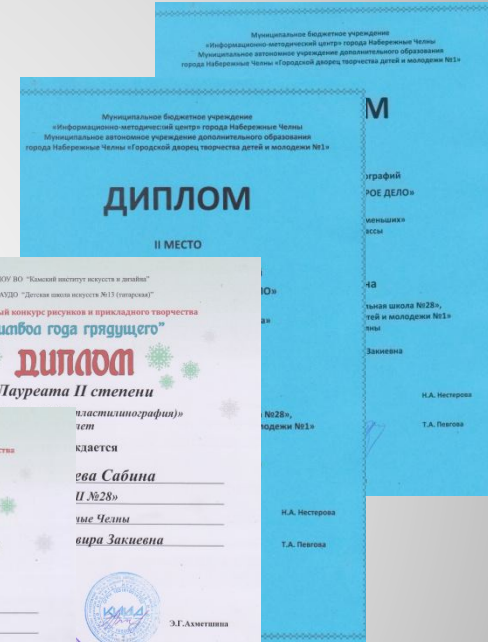 Муниципальное бюджетное учреждение
«Информационно-методический центр» города Набережные Челны
Муниципальное автономное учреждение дополнительного образования
города Набережные Челны «Городской дворец творчества детей и молодежи №1»
М
ографий
РОЕ ДЕЛО»
меньших»
ассы
на
льная школа №28»,
тей и молодежи №1»
лны
Закиевна
Н.А. Нестерова
Т.А. Певгова
Муниципальное бюджетное учреждение
«Информационно-методический центр» города Набережные Челны
Муниципальное автономное учреждение дополнительного образования
города Набережные Челны «Городской дворец творчества детей и молодежи №1»
ДИПЛОМ
II МЕСТО
й
ЛО»
а»
ла №28»,
олодежи №1»
Н.А. Нестерова
Т.А. Певгова
ОУ ВО "Камский институт искусств и дизайна"
АУДО "Детская школа искусств №13 (татарская)"
ый конкурс рисунков и прикладного творчества
имвол года грядущего"
ДИПЛОМ
Лауреата II степени
пластилинография)»
лет
ждается
ева Сабина
Ш №28»
ные Челны
вира Закиевна
Э.Г.Ахметшина
ства